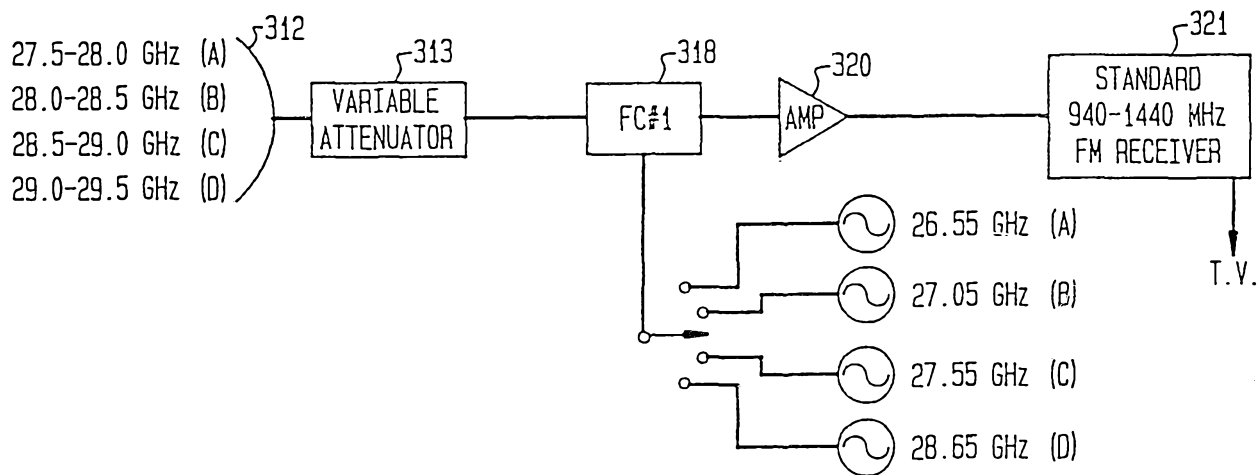 312
27.5-28.0 GHz (A)
28.0-28.5 GHz (B)
28.5-29.0 GHz (C)
29.0-29.5 GHz (D)
313
VARIABLE
ATTENUATOR
318
FC#1
320
AMP
321
STANDARD
940-1440 MHz
FM RECEIVER
T.V.
26.55 GHz (A)
27.05 GHz (B)
27.55 GHz (C)
28.65 GHz (D)